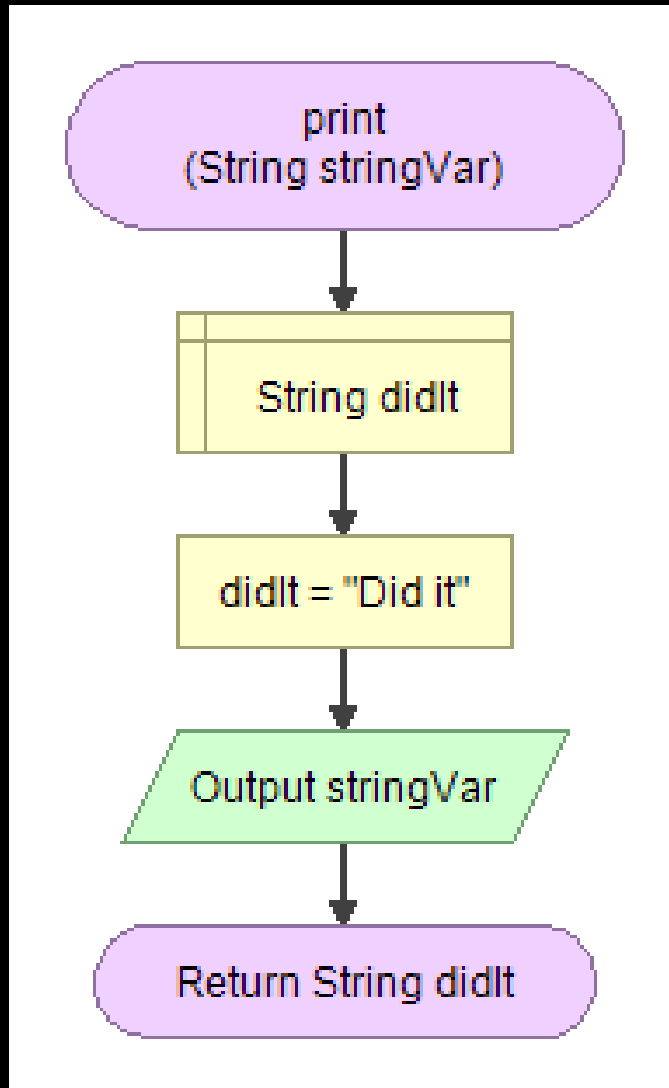 print
(String stringVar)
String didIt
didIt = "Did it"
Output stringVar
Return String didIt